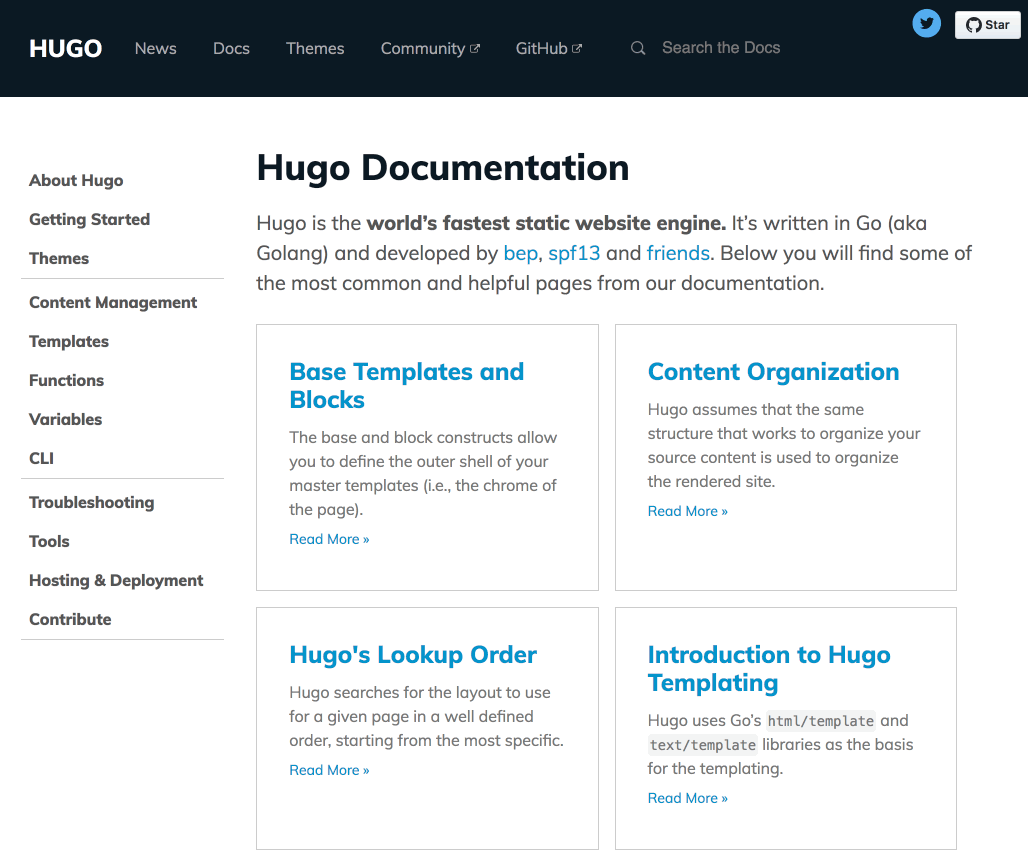 HUGO News Docs Themes Community GitHub Search the Docs Star
About Hugo
Getting Started
Themes
Content Management
Templates
Functions
Variables
CLI
Troubleshooting
Tools
Hosting & Deployment
Contribute
Hugo Documentation
Hugo is the world’s fastest static website engine. It’s written in Go (aka
Golang) and developed by bep, spf13 and friends. Below you will find some of
the most common and helpful pages from our documentation.
Base Templates and
Blocks
The base and block constructs allow
you to define the outer shell of your
master templates (i.e., the chrome of
the page).
Read More »
Content Organization
Hugo assumes that the same
structure that works to organize your
source content is used to organize
the rendered site.
Read More »
Hugo's Lookup Order
Hugo searches for the layout to use
for a given page in a well defined
order, starting from the most specific.
Read More »
Introduction to Hugo
Templating
Hugo uses Go's html/template and
text/template libraries as the basis
for the templating.
Read More »